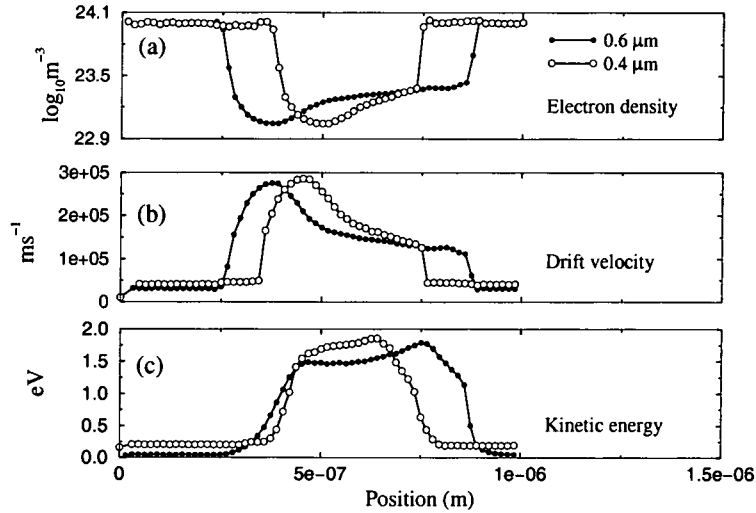 24.1
(a)
0.6 μm
0.4 μm
23.5
log₁₀m⁻³
Electron density
22.9
3e+05
(b)
2e+05
ms⁻¹
1e+05
Drift velocity
0
2.0
(c)
1.5
eV
1.0
0.5
Kinetic energy
0.0
0 5e-07 1e-06 1.5e-06
Position (m)